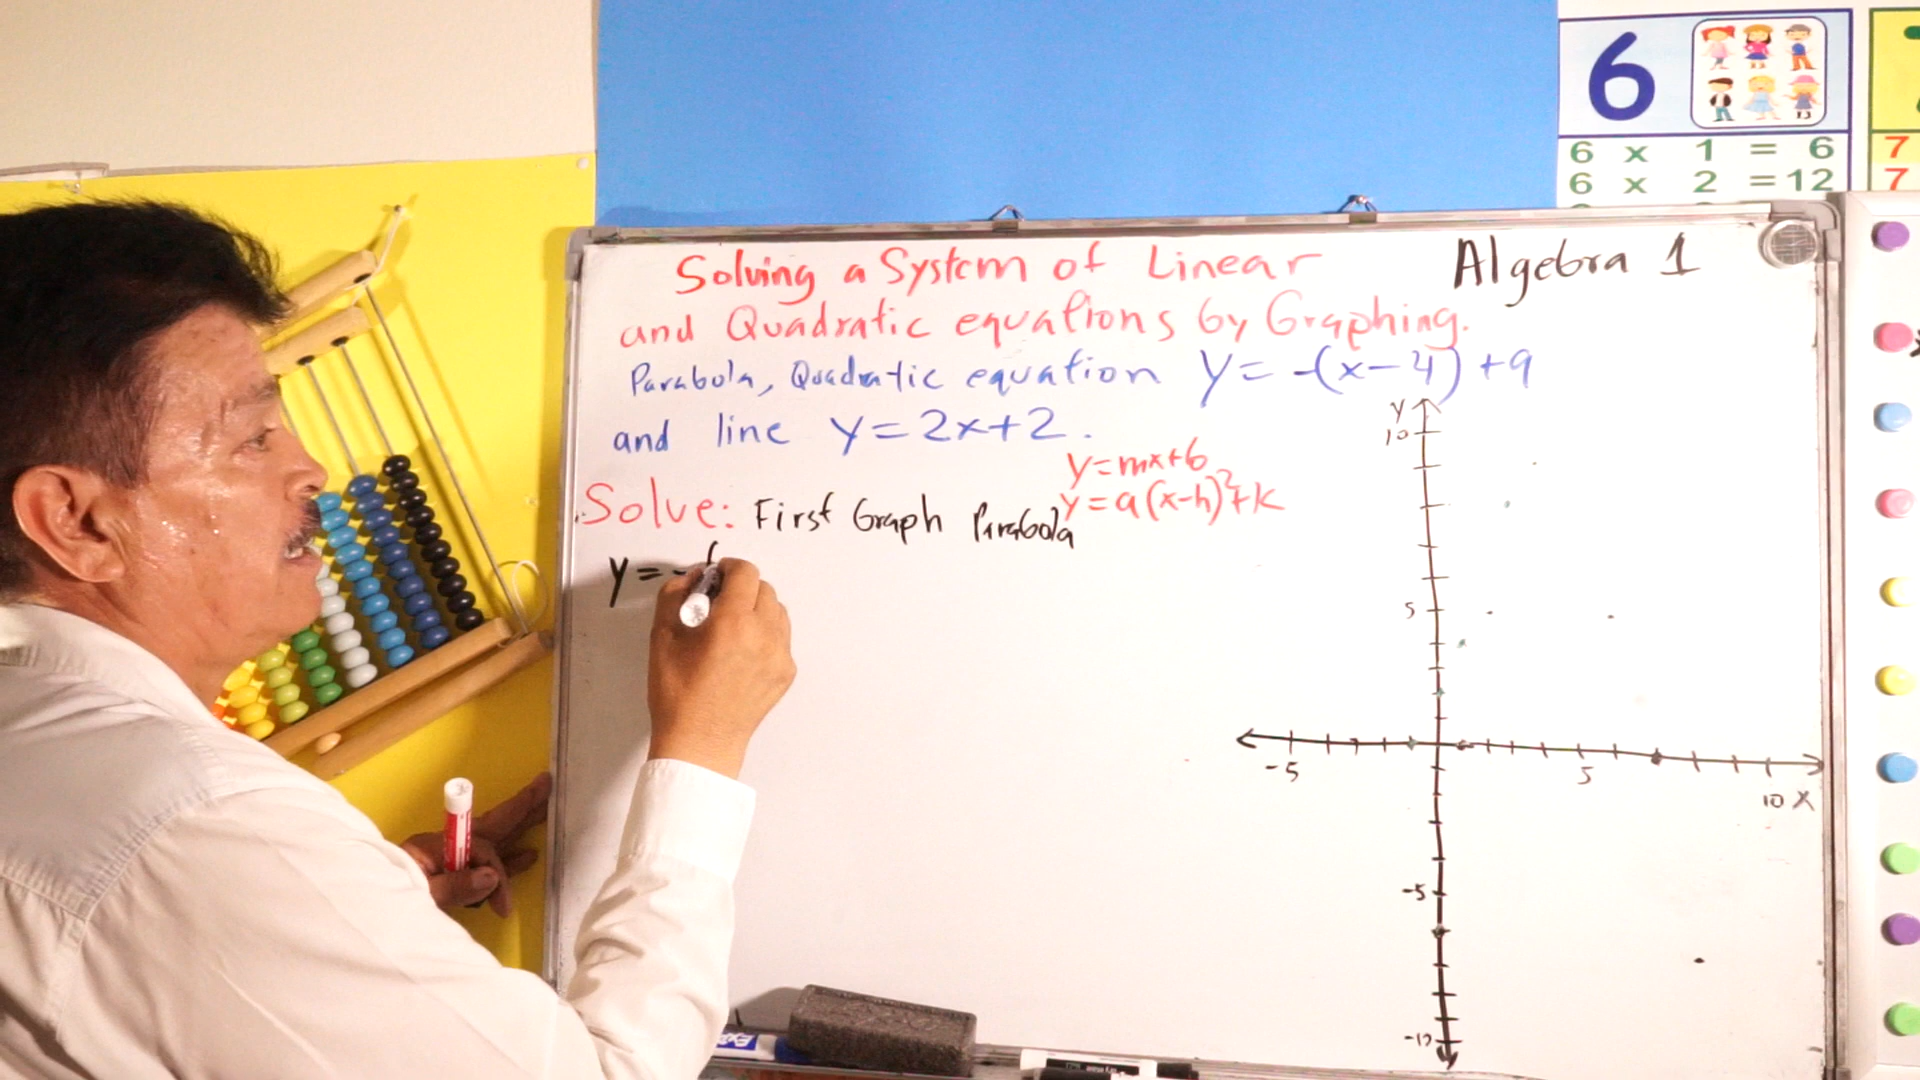 6
13
6 x 1 = 6
6 x 2 = 12
7
7
Solving a System of Linear
Algebra 1
and Quadratic equations by Graphing.
Parabola, Quadratic equation y = -(x-4) + 9
and line y = 2x+2.
y=mx+b
y=a(x-h)²+k
Solve: First Graph Parabola
y = -(
y
10
5
-5
5
10 X
-5
-10